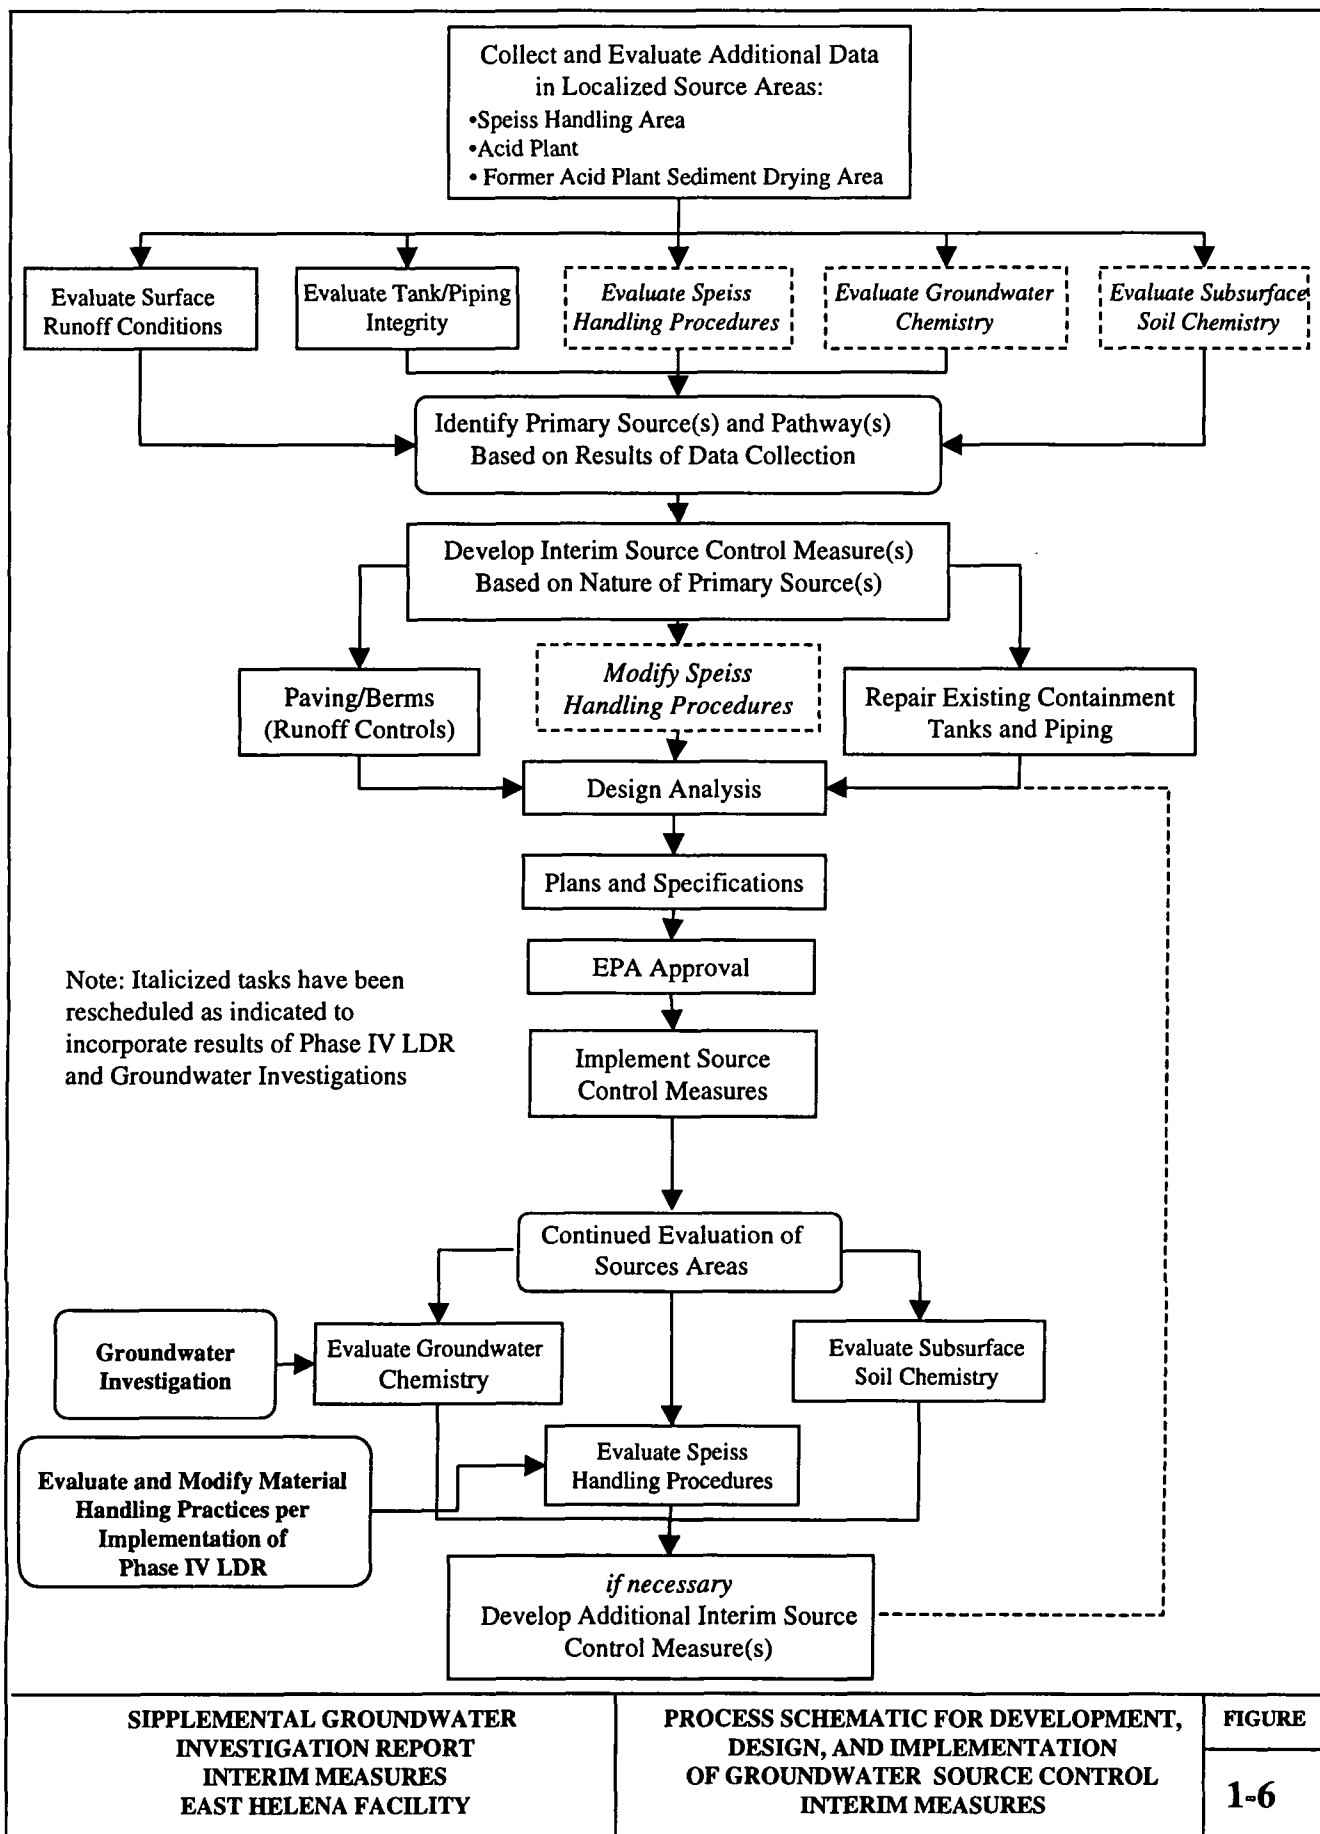 Collect and Evaluate Additional Data
in Localized Source Areas:
•Speiss Handling Area
•Acid Plant
• Former Acid Plant Sediment Drying Area
Evaluate Surface
Runoff Conditions
Evaluate Tank/Piping
Integrity
Evaluate Speiss
Handling Procedures
Evaluate Groundwater
Chemistry
Evaluate Subsurface
Soil Chemistry
Identify Primary Source(s) and Pathway(s)
Based on Results of Data Collection
Develop Interim Source Control Measure(s)
Based on Nature of Primary Source(s)
Paving/Berms
(Runoff Controls)
Modify Speiss
Handling Procedures
Repair Existing Containment
Tanks and Piping
Design Analysis
Plans and Specifications
EPA Approval
Note: Italicized tasks have been
rescheduled as indicated to
incorporate results of Phase IV LDR
and Groundwater Investigations
Implement Source
Control Measures
Continued Evaluation of
Sources Areas
Groundwater
Investigation
Evaluate Groundwater
Chemistry
Evaluate Subsurface
Soil Chemistry
Evaluate and Modify Material
Handling Practices per
Implementation of
Phase IV LDR
Evaluate Speiss
Handling Procedures
if necessary
Develop Additional Interim Source
Control Measure(s)
SIPPLEMENTAL GROUNDWATER
INVESTIGATION REPORT
INTERIM MEASURES
EAST HELENA FACILITY
PROCESS SCHEMATIC FOR DEVELOPMENT,
DESIGN, AND IMPLEMENTATION
OF GROUNDWATER SOURCE CONTROL
INTERIM MEASURES
FIGURE
1-6